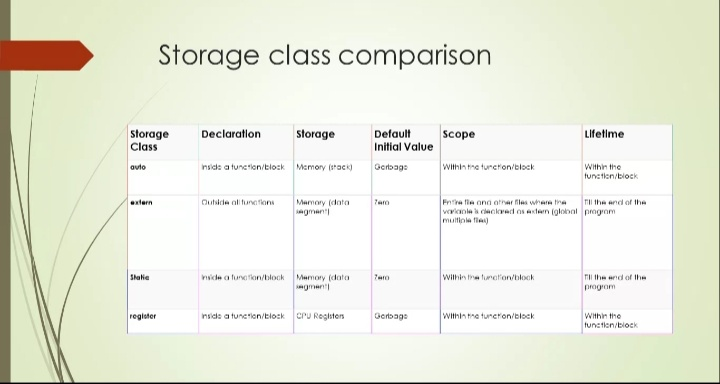 Storage class comparison
Storage Class Declaration Storage Default Initial Value Scope Lifetime
auto Inside a function/block Memory (stack) Garbage Within the function/block Within the function/block
extern Outside all functions Memory (data segment) Zero Entire file and other files where the variable is declared as extern (global multiple files) Till the end of the program
Static Inside a function/block Memory (data segment) Zero Within the function/block Till the end of the program
register Inside a function/block CPU Registers Garbage Within the function/block Within the function/block